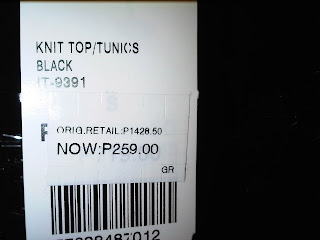 KNIT TOP/TUNICS
BLACK
IT-9391
ORIG.RETAIL:P1428.50
NOW:P259.00
GR